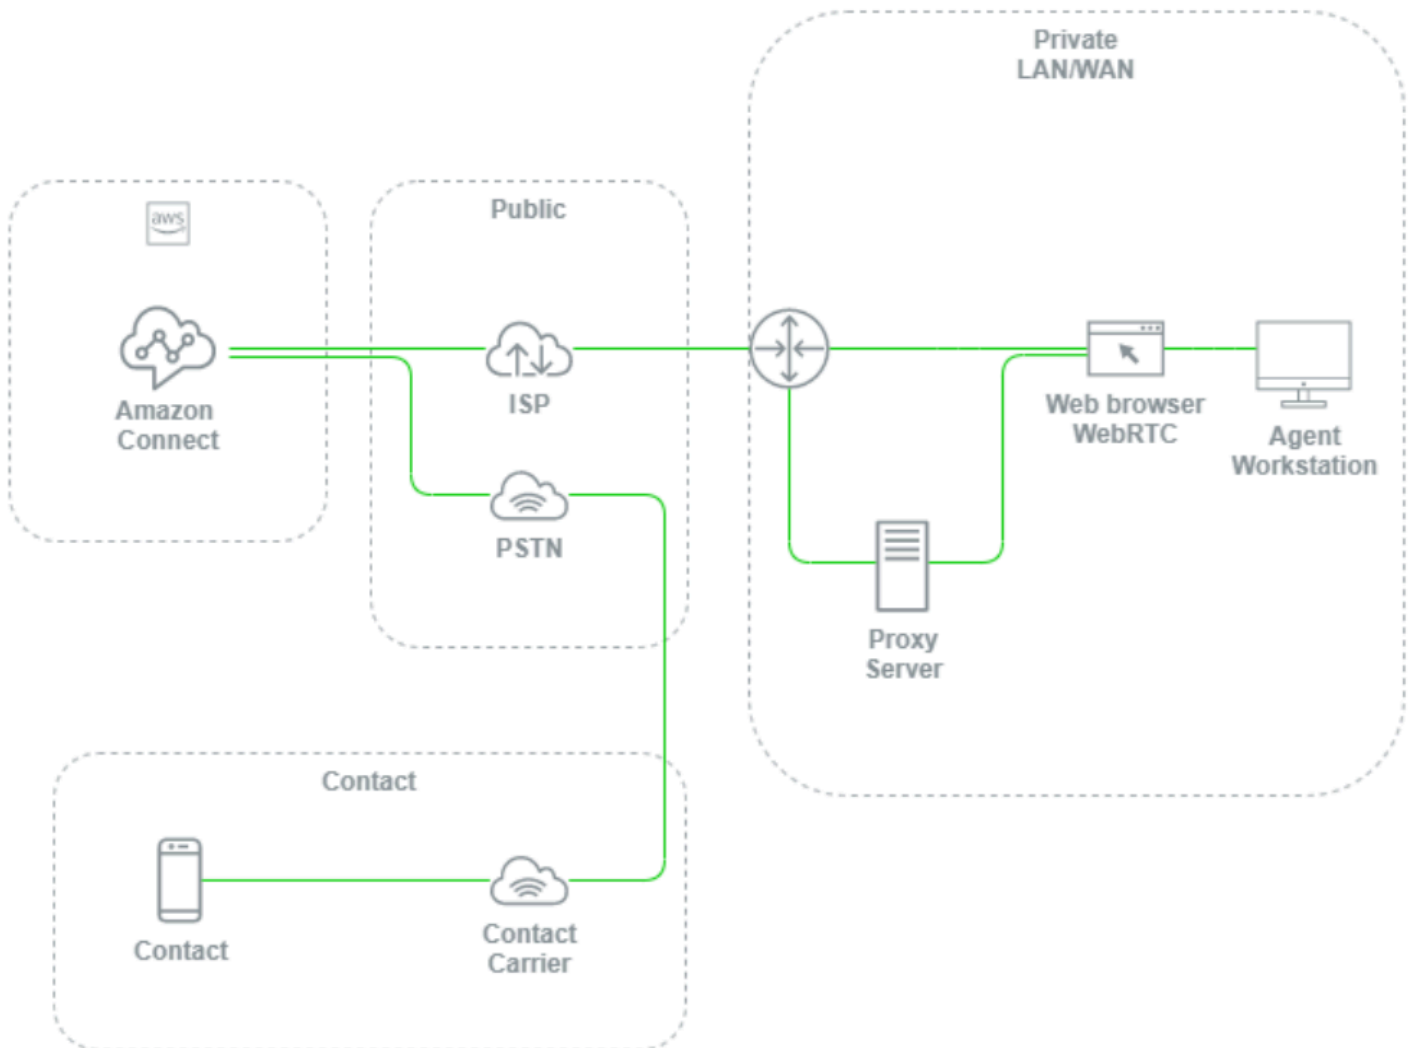 Private
LAN/WAN
aws
Public
Amazon
Connect
ISP
PSTN
Web browser
WebRTC
Agent
Workstation
Proxy
Server
Contact
Contact
Contact
Carrier